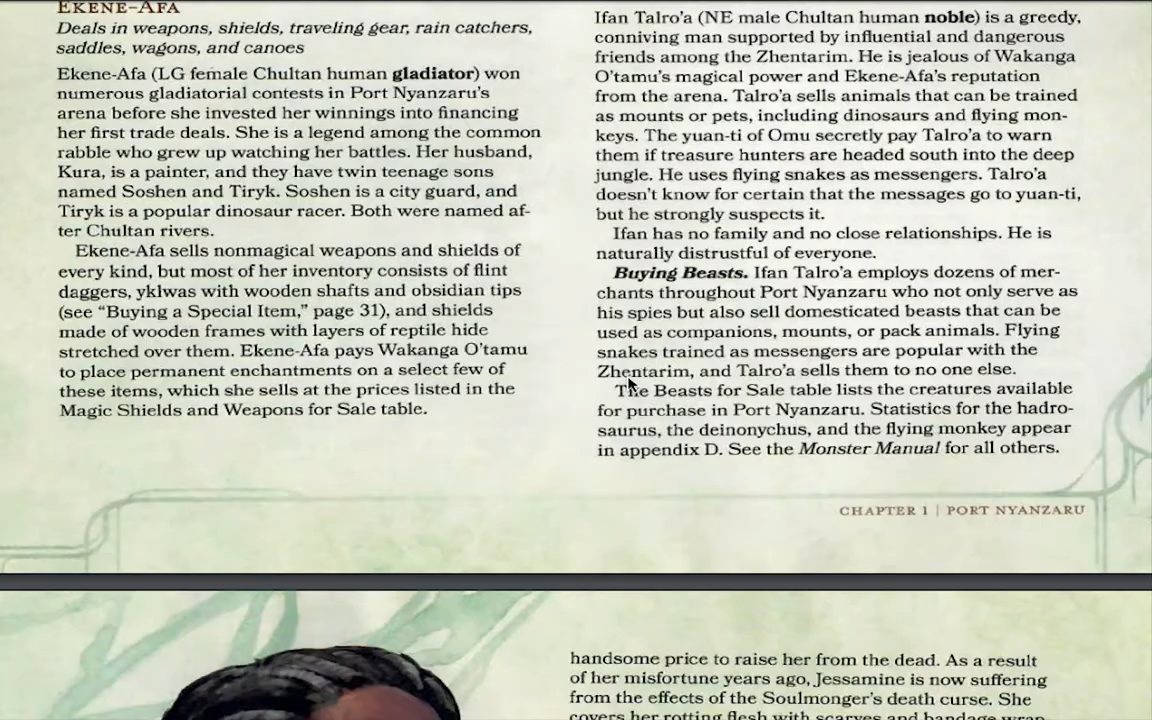 EKENE-AFA
Deals in weapons, shields, traveling gear, rain catchers,
saddles, wagons, and canoes
Ekene-Afa (LG female Chultan human gladiator) won
numerous gladiatorial contests in Port Nyanzaru's
arena before she invested her winnings into financing
her first trade deals. She is a legend among the common
rabble who grew up watching her battles. Her husband,
Kura, is a painter, and they have twin teenage sons
named Soshen and Tiryk. Soshen is a city guard, and
Tiryk is a popular dinosaur racer. Both were named af-
ter Chultan rivers.
Ekene-Afa sells nonmagical weapons and shields of
every kind, but most of her inventory consists of flint
daggers, yklwas with wooden shafts and obsidian tips
(see "Buying a Special Item," page 31), and shields
made of wooden frames with layers of reptile hide
stretched over them. Ekene-Afa pays Wakanga O'tamu
to place permanent enchantments on a select few of
these items, which she sells at the prices listed in the
Magic Shields and Weapons for Sale table.
Ifan Talro'a (NE male Chultan human noble) is a greedy,
conniving man supported by influential and dangerous
friends among the Zhentarim. He is jealous of Wakanga
O'tamu's magical power and Ekene-Afa's reputation
from the arena. Talro'a sells animals that can be trained
as mounts or pets, including dinosaurs and flying mon-
keys. The yuan-ti of Omu secretly pay Talro'a to warn
them if treasure hunters are headed south into the deep
jungle. He uses flying snakes as messengers. Talro'a
doesn't know for certain that the messages go to yuan-ti,
but he strongly suspects it.
Ifan has no family and no close relationships. He is
naturally distrustful of everyone.
Buying Beasts. Ifan Talro'a employs dozens of mer-
chants throughout Port Nyanzaru who not only serve as
his spies but also sell domesticated beasts that can be
used as companions, mounts, or pack animals. Flying
snakes trained as messengers are popular with the
Zhentarim, and Talro'a sells them to no one else.
The Beasts for Sale table lists the creatures available
for purchase in Port Nyanzaru. Statistics for the hadro-
saurus, the deinonychus, and the flying monkey appear
in appendix D. See the Monster Manual for all others.
CHAPTER 1 | PORT NYANZARU
handsome price to raise her from the dead. As a result
of her misfortune years ago, Jessamine is now suffering
from the effects of the Soulmonger's death curse. She
covers her rotting flesh with scarves and bandage wrap